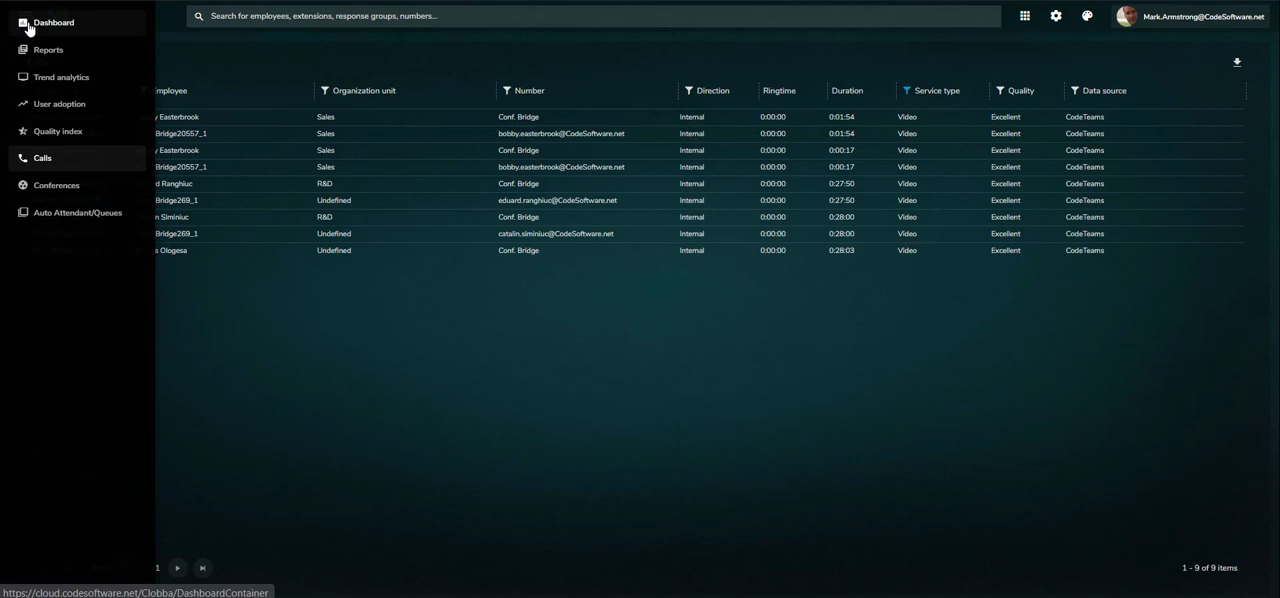 Dashboard
Search for employees, extensions, response groups, numbers...
Mark.Armstrong@CodeSoftware.net
Reports
Trend analytics
User adoption
Quality index
Calls
Conferences
Auto Attendant/Queues
Employee Organization unit Number Direction Ringtime Duration Service type Quality Data source
Easterbrook Sales Conf. Bridge Internal 0:00:00 0:01:54 Video Excellent CodeTeams
Bridge20557_1 Sales bobby.easterbrook@CodeSoftware.net Internal 0:00:00 0:01:54 Video Excellent CodeTeams
Easterbrook Sales Conf. Bridge Internal 0:00:00 0:00:17 Video Excellent CodeTeams
Bridge20557_1 Sales bobby.easterbrook@CodeSoftware.net Internal 0:00:00 0:00:17 Video Excellent CodeTeams
Ranghiuc R&D Conf. Bridge Internal 0:00:00 0:27:50 Video Excellent CodeTeams
Bridge269_1 Undefined eduard.ranghiuc@CodeSoftware.net Internal 0:00:00 0:27:50 Video Excellent CodeTeams
Siminiuc R&D Conf. Bridge Internal 0:00:00 0:28:00 Video Excellent CodeTeams
Bridge269_1 Undefined catalin.siminiuc@CodeSoftware.net Internal 0:00:00 0:28:00 Video Excellent CodeTeams
Ologesa Undefined Conf. Bridge Internal 0:00:00 0:28:03 Video Excellent CodeTeams
1
1 - 9 of 9 items
https://cloud.codesoftware.net/Clobba/DashboardContainer